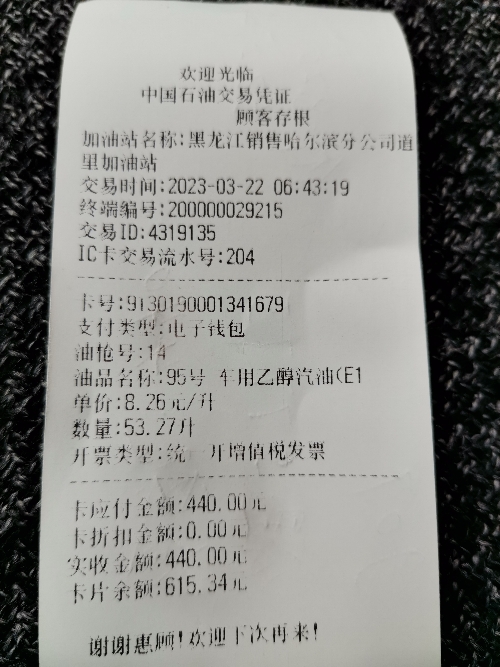 欢迎光临
中国石油交易凭证
顾客存根
加油站名称:黑龙江销售哈尔滨分公司道
里加油站
交易时间:2023-03-22 06:43:19
终端编号:200000029215
交易ID:4319135
IC卡交易流水号:204
卡号:9130190001341679
支付类型:电子钱包
油枪号:14
油品名称:95号 车用乙醇汽油(E1
单价:8.26元/升
数量:53.27升
开票类型:统一开增值税发票
卡应付金额:440.00元
卡折扣金额:0.00元
实收金额:440.00元
卡片余额:615.34元
谢谢惠顾!欢迎下次再来!